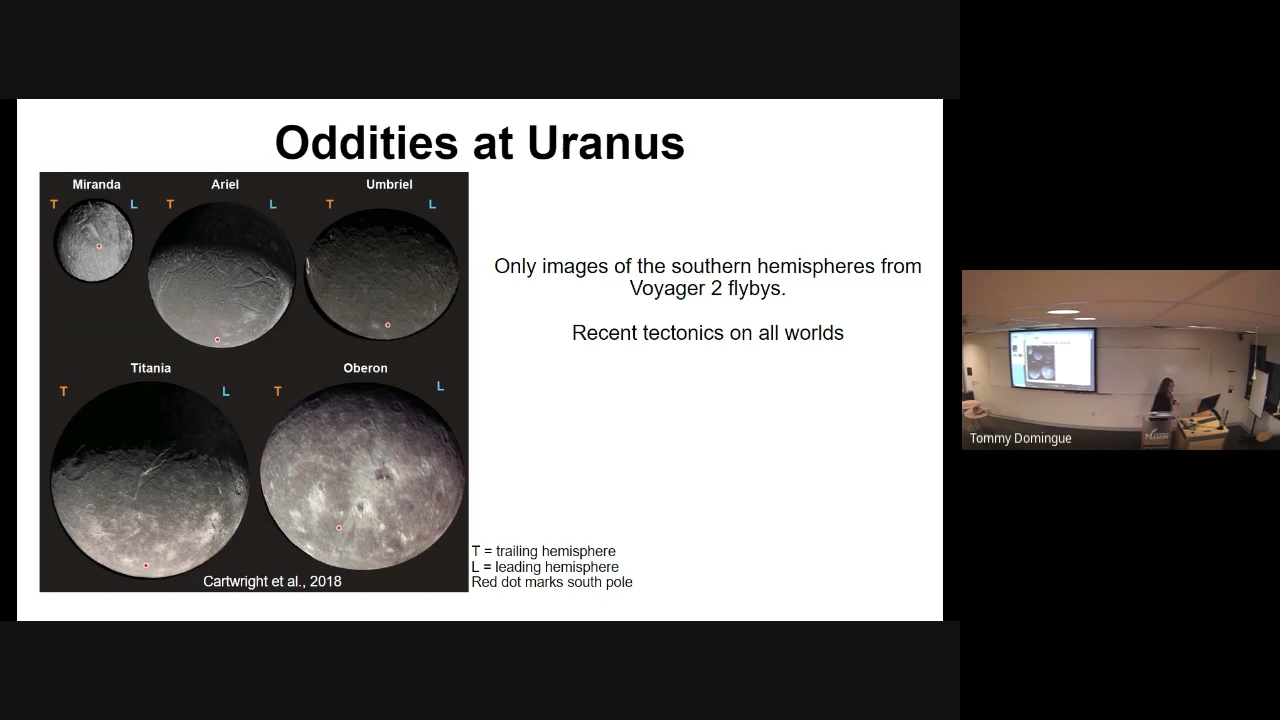 Oddities at Uranus
Miranda
Ariel
Umbriel
T
L
T
L
T
L
Only images of the southern hemispheres from
Voyager 2 flybys.
Recent tectonics on all worlds
Titania
Oberon
T
L
T
L
Cartwright et al., 2018
T = trailing hemisphere
L = leading hemisphere
Red dot marks south pole
Tommy Domingue
MASON